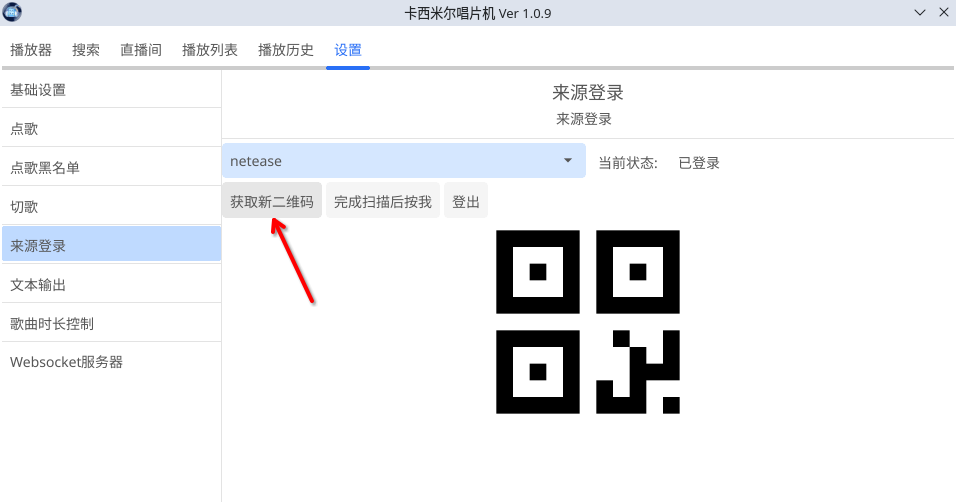 卡西米尔唱片机 Ver 1.0.9
播放器 搜索 直播间 播放列表 播放历史 设置
基础设置
点歌
点歌黑名单
切歌
来源登录
文本输出
歌曲时长控制
Websocket服务器
来源登录
来源登录
netease 当前状态: 已登录
获取新二维码 完成扫描后按我 登出